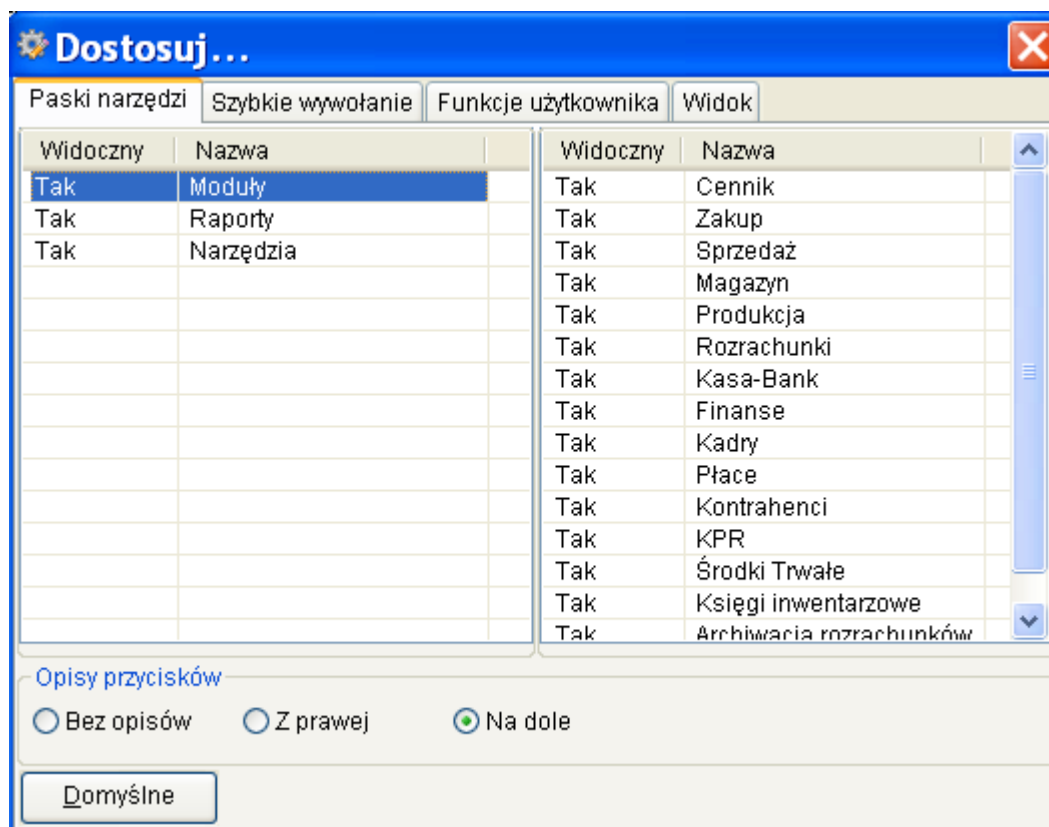 Dostosuj...
Paski narzędzi Szybkie wywołanie Funkcje użytkownika Widok
Widoczny Nazwa
Tak Moduły
Tak Raporty
Tak Narzędzia
Widoczny Nazwa
Tak Cennik
Tak Zakup
Tak Sprzedaż
Tak Magazyn
Tak Produkcja
Tak Rozrachunki
Tak Kasa-Bank
Tak Finanse
Tak Kadry
Tak Płace
Tak Kontrahenci
Tak KPR
Tak Środki Trwałe
Tak Księgi inwentarzowe
Tak Archiwacja rozrachunków
Opisy przycisków
Bez opisów Z prawej Na dole
Domyślne